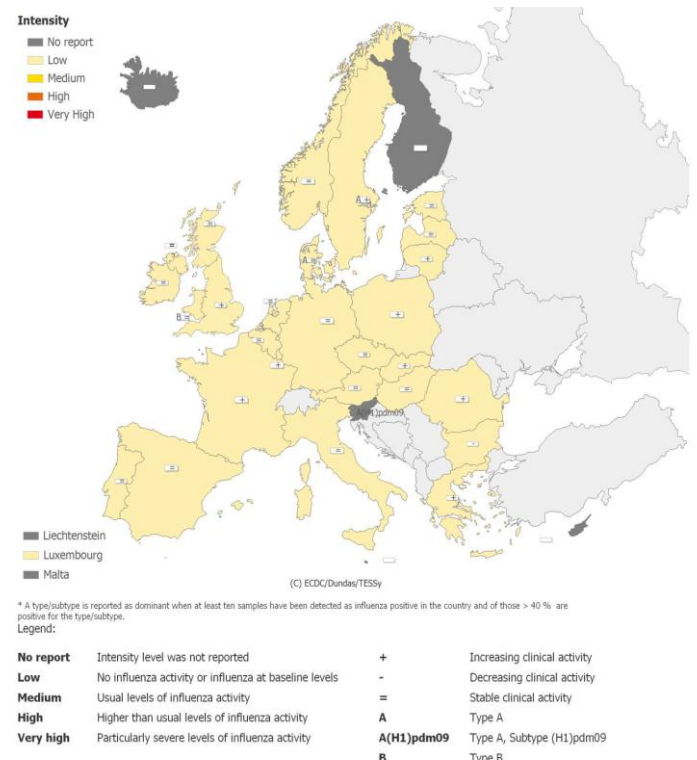 Intensity
No report
Low
Medium
High
Very High
=
A +
=
=
=
A =
+
=
=
=
B =
+
=
=
+
=
=
+
+
+
=
=
A(H1)pdm09
+
-
=
=
=
+
Liechtenstein
Luxembourg
Malta
(C) ECDC/Dundas/TESSy
* A type/subtype is reported as dominant when at least ten samples have been detected as influenza positive in the country and of those > 40 % are
positive for the type/subtype.
Legend:
No report Intensity level was not reported + Increasing clinical activity
Low No influenza activity or influenza at baseline levels - Decreasing clinical activity
Medium Usual levels of influenza activity = Stable clinical activity
High Higher than usual levels of influenza activity A Type A
Very high Particularly severe levels of influenza activity A(H1)pdm09 Type A, Subtype (H1)pdm09
B Type B